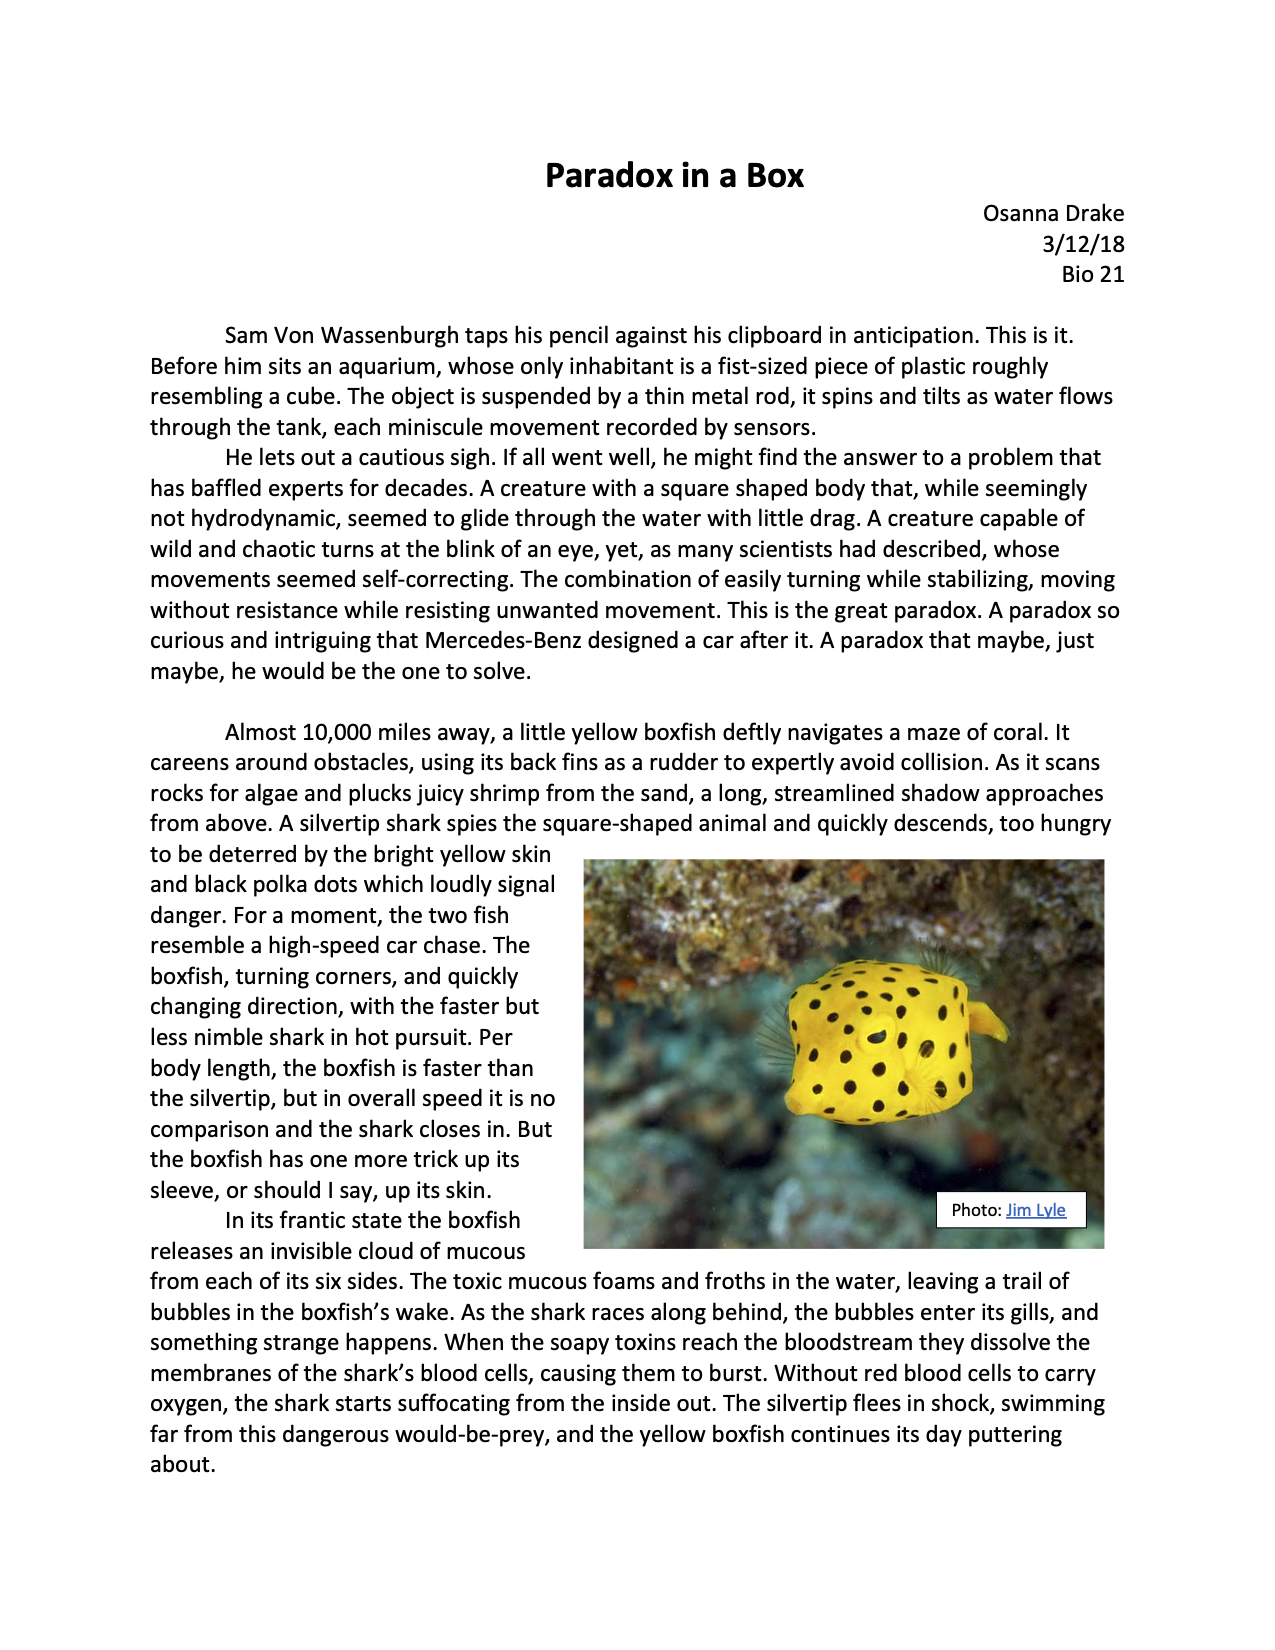 Paradox in a Box
Osanna Drake
3/12/18
Bio 21
Sam Von Wassenburgh taps his pencil against his clipboard in anticipation. This is it.
Before him sits an aquarium, whose only inhabitant is a fist-sized piece of plastic roughly
resembling a cube. The object is suspended by a thin metal rod, it spins and tilts as water flows
through the tank, each miniscule movement recorded by sensors.
He lets out a cautious sigh. If all went well, he might find the answer to a problem that
has baffled experts for decades. A creature with a square shaped body that, while seemingly
not hydrodynamic, seemed to glide through the water with little drag. A creature capable of
wild and chaotic turns at the blink of an eye, yet, as many scientists had described, whose
movements seemed self-correcting. The combination of easily turning while stabilizing, moving
without resistance while resisting unwanted movement. This is the great paradox. A paradox so
curious and intriguing that Mercedes-Benz designed a car after it. A paradox that maybe, just
maybe, he would be the one to solve.
Almost 10,000 miles away, a little yellow boxfish deftly navigates a maze of coral. It
careens around obstacles, using its back fins as a rudder to expertly avoid collision. As it scans
rocks for algae and plucks juicy shrimp from the sand, a long, streamlined shadow approaches
from above. A silvertip shark spies the square-shaped animal and quickly descends, too hungry
to be deterred by the bright yellow skin
and black polka dots which loudly signal
danger. For a moment, the two fish
resemble a high-speed car chase. The
boxfish, turning corners, and quickly
changing direction, with the faster but
less nimble shark in hot pursuit. Per
body length, the boxfish is faster than
the silvertip, but in overall speed it is no
comparison and the shark closes in. But
the boxfish has one more trick up its
sleeve, or should I say, up its skin.
Photo: Jim Lyle
In its frantic state the boxfish
releases an invisible cloud of mucous
from each of its six sides. The toxic mucous foams and froths in the water, leaving a trail of
bubbles in the boxfish's wake. As the shark races along behind, the bubbles enter its gills, and
something strange happens. When the soapy toxins reach the bloodstream they dissolve the
membranes of the shark's blood cells, causing them to burst. Without red blood cells to carry
oxygen, the shark starts suffocating from the inside out. The silvertip flees in shock, swimming
far from this dangerous would-be-prey, and the yellow boxfish continues its day puttering
about.